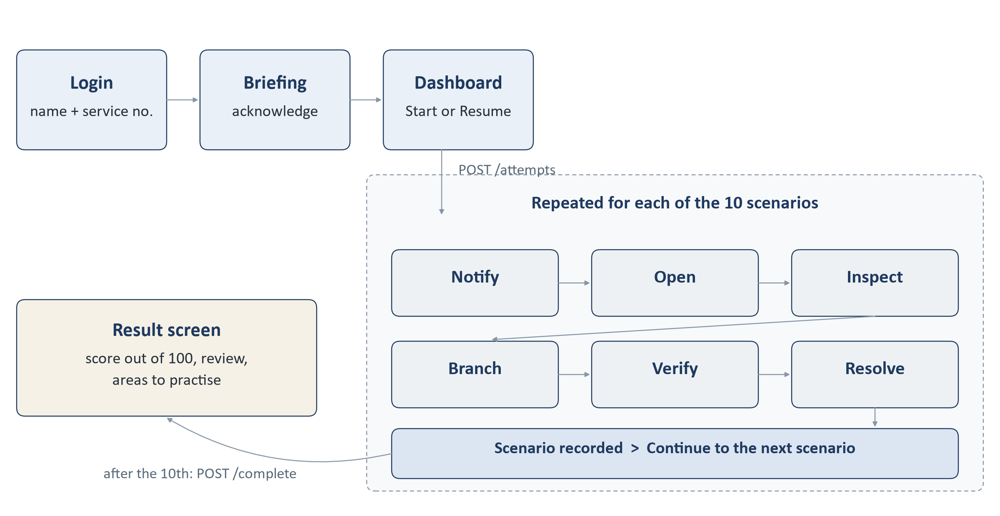 Login
name + service no.
Briefing
acknowledge
Dashboard
Start or Resume
POST /attempts
Repeated for each of the 10 scenarios
Notify
Open
Inspect
Branch
Verify
Resolve
Scenario recorded > Continue to the next scenario
Result screen
score out of 100, review,
areas to practise
after the 10th: POST /complete